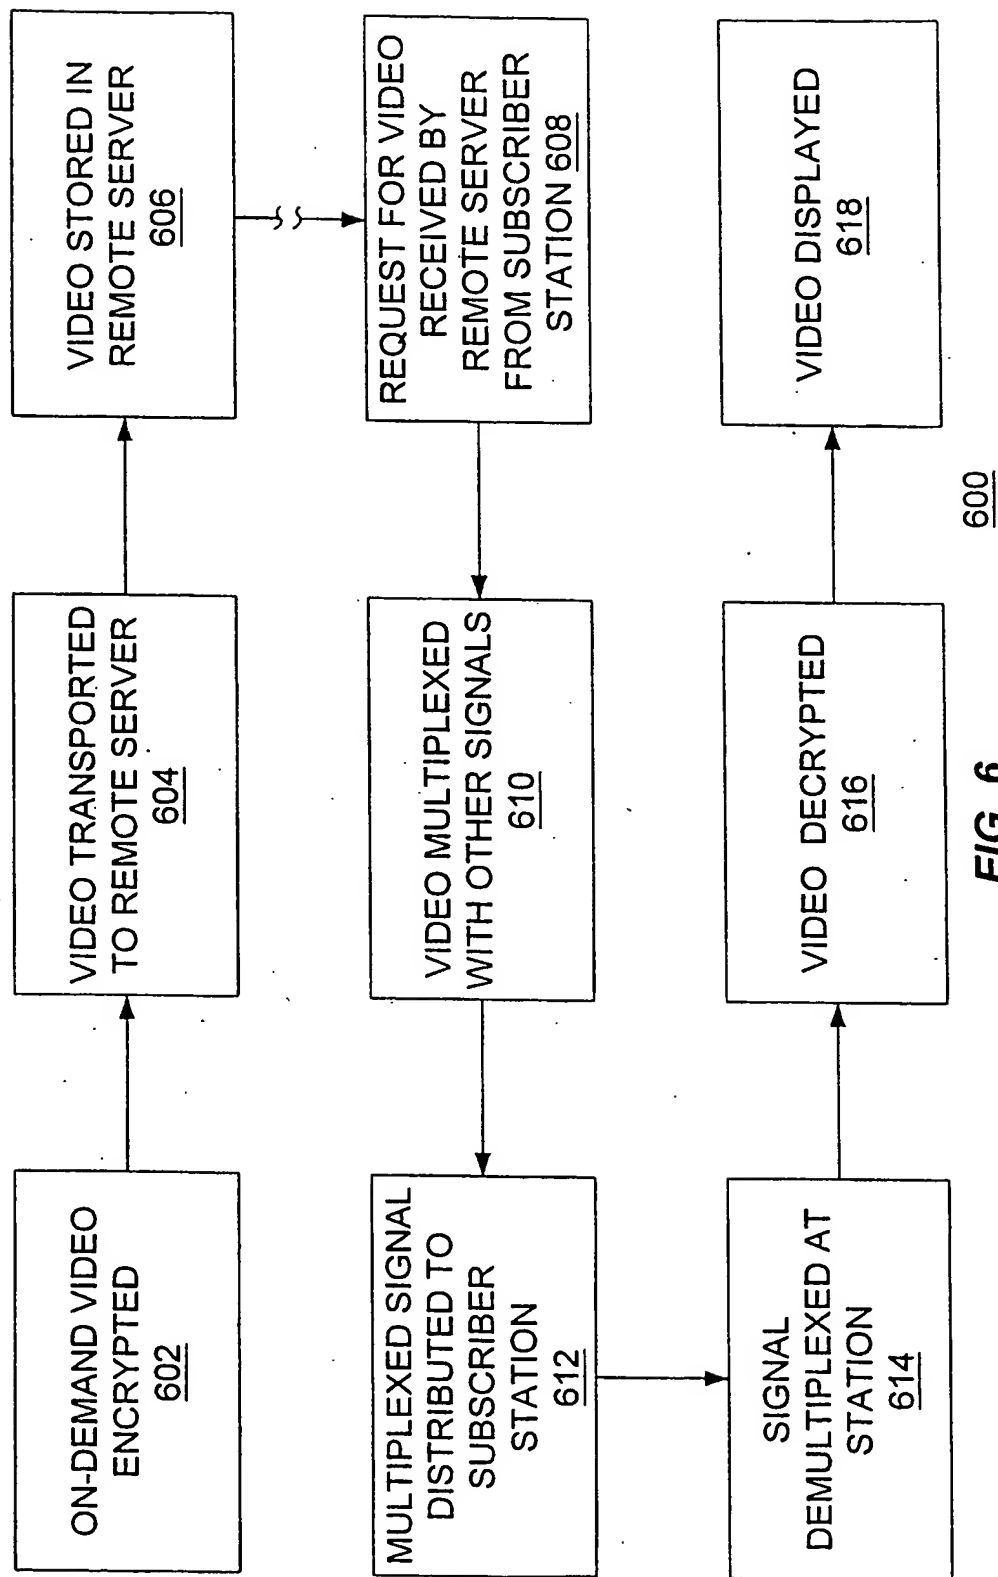 ON-DEMAND VIDEO
ENCRYPTED
602
VIDEO TRANSPORTED
TO REMOTE SERVER
604
VIDEO STORED IN
REMOTE SERVER
606
REQUEST FOR VIDEO
RECEIVED BY
REMOTE SERVER
FROM SUBSCRIBER
STATION 608
VIDEO MULTIPLEXED
WITH OTHER SIGNALS
610
MULTIPLEXED SIGNAL
DISTRIBUTED TO
SUBSCRIBER
STATION
612
SIGNAL
DEMULTIPLEXED AT
STATION
614
VIDEO DECRYPTED
616
VIDEO DISPLAYED
618
600
FIG. 6